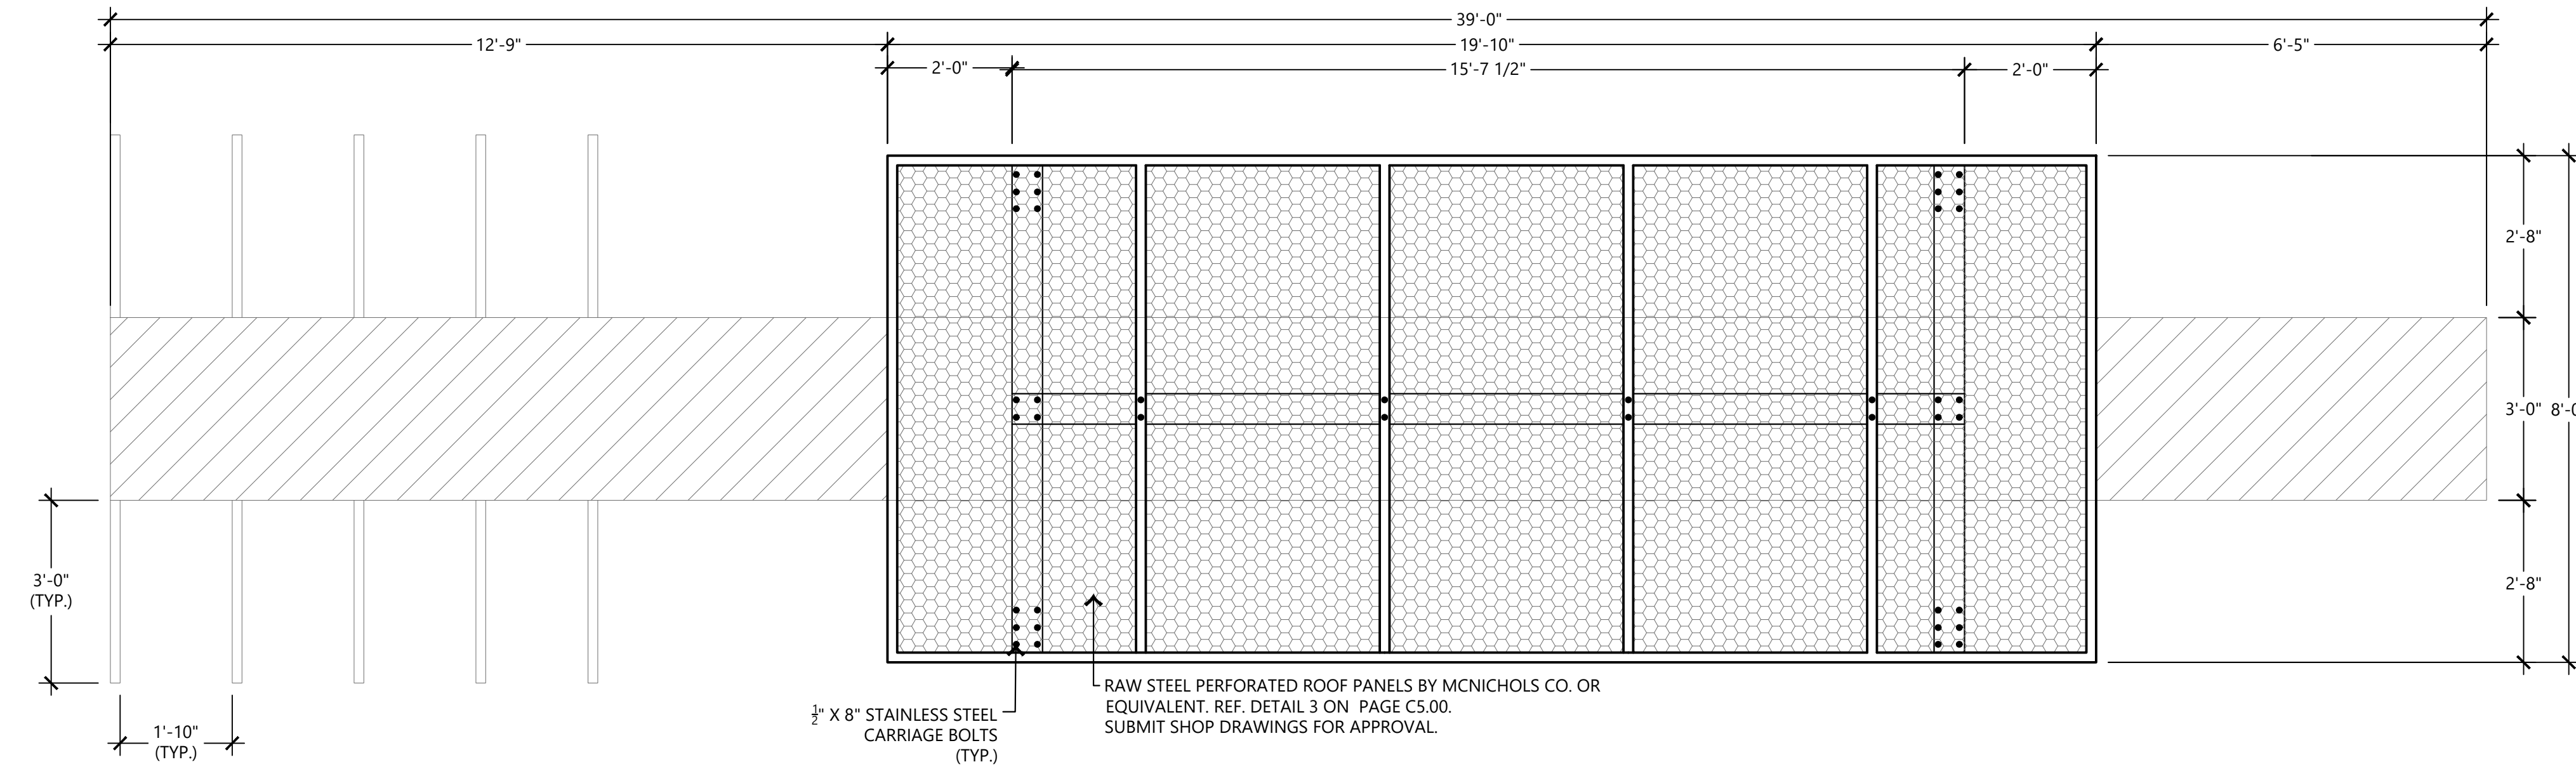 39'-0"
12'-9"
19'-10"
6'-5"
2'-0"
15'-7 1/2"
2'-0"
2'-8"
3'-0"
2'-8"
3'-0"
(TYP.)
1'-10"
(TYP.)
RAW STEEL PERFORATED ROOF PANELS BY MCNICHOLS CO. OR
EQUIVALENT. REF. DETAIL 3 ON PAGE C5.00.
SUBMIT SHOP DRAWINGS FOR APPROVAL.
½" X 8" STAINLESS STEEL
CARRIAGE BOLTS
(TYP.)